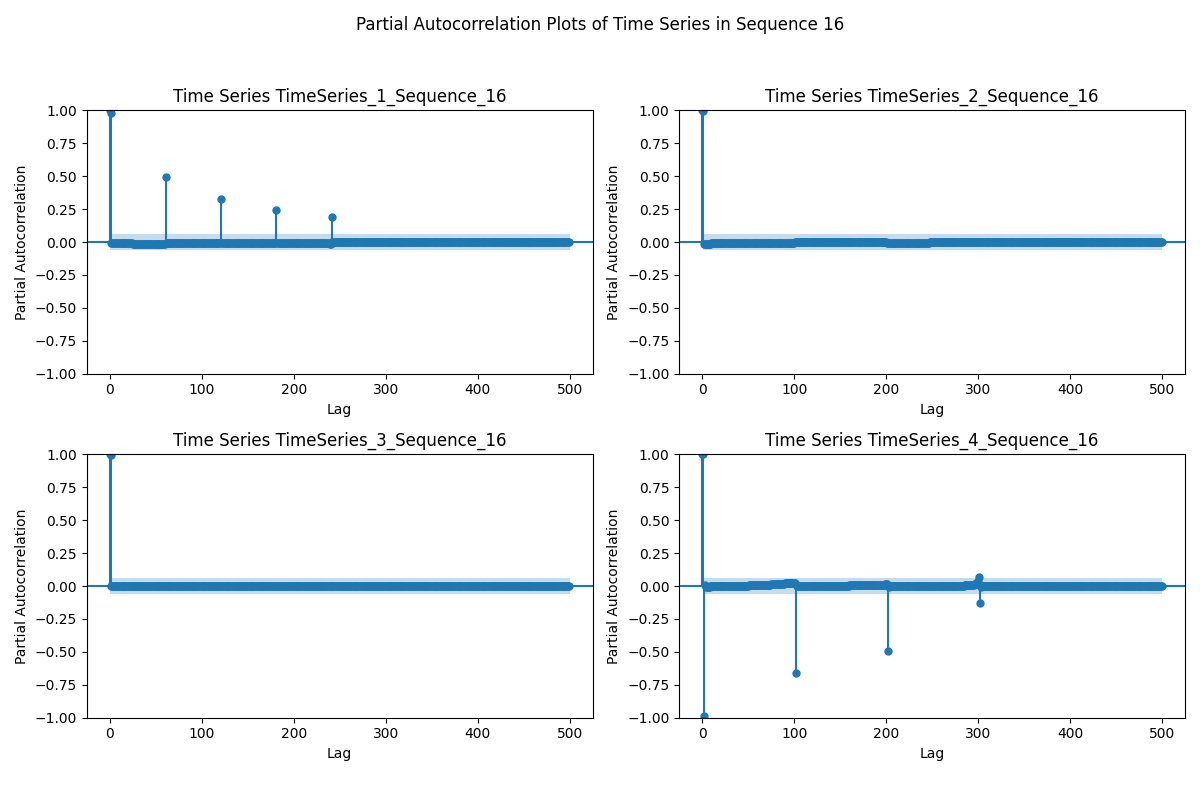 Partial Autocorrelation Plots of Time Series in Sequence 16
Time Series TimeSeries_1_Sequence_16
Partial Autocorrelation
1.00
0.75
0.50
0.25
0.00
−0.25
−0.50
−0.75
−1.00
0 100 200 300 400 500
Lag
Time Series TimeSeries_2_Sequence_16
Partial Autocorrelation
1.00
0.75
0.50
0.25
0.00
−0.25
−0.50
−0.75
−1.00
0 100 200 300 400 500
Lag
Time Series TimeSeries_3_Sequence_16
Partial Autocorrelation
1.00
0.75
0.50
0.25
0.00
−0.25
−0.50
−0.75
−1.00
0 100 200 300 400 500
Lag
Time Series TimeSeries_4_Sequence_16
Partial Autocorrelation
1.00
0.75
0.50
0.25
0.00
−0.25
−0.50
−0.75
−1.00
0 100 200 300 400 500
Lag